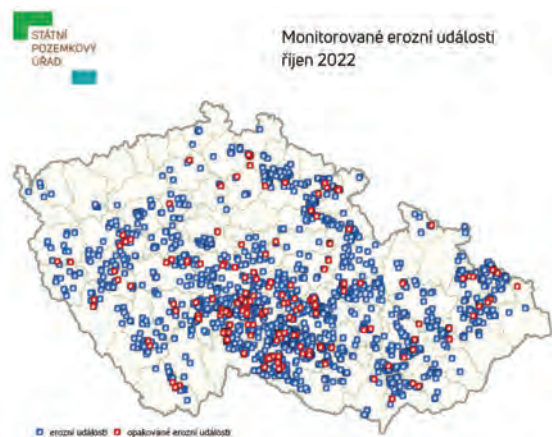 STÁTNÍ
POZEMKOVÝ
ÚŘAD
Monitorované erozní události
říjen 2022
erozní události opakované erozní události